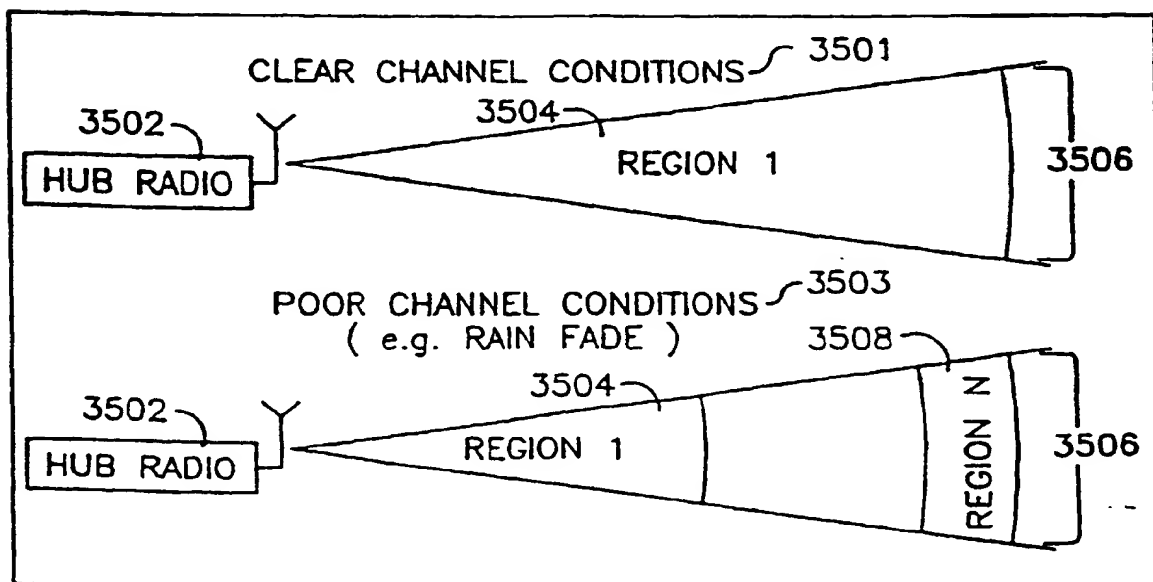 CLEAR CHANNEL CONDITIONS 3501
3504
3502
HUB RADIO
REGION 1
3506
POOR CHANNEL CONDITIONS 3503
( e.g. RAIN FADE )
3508
3504
3502
HUB RADIO
REGION 1
REGION N
3506